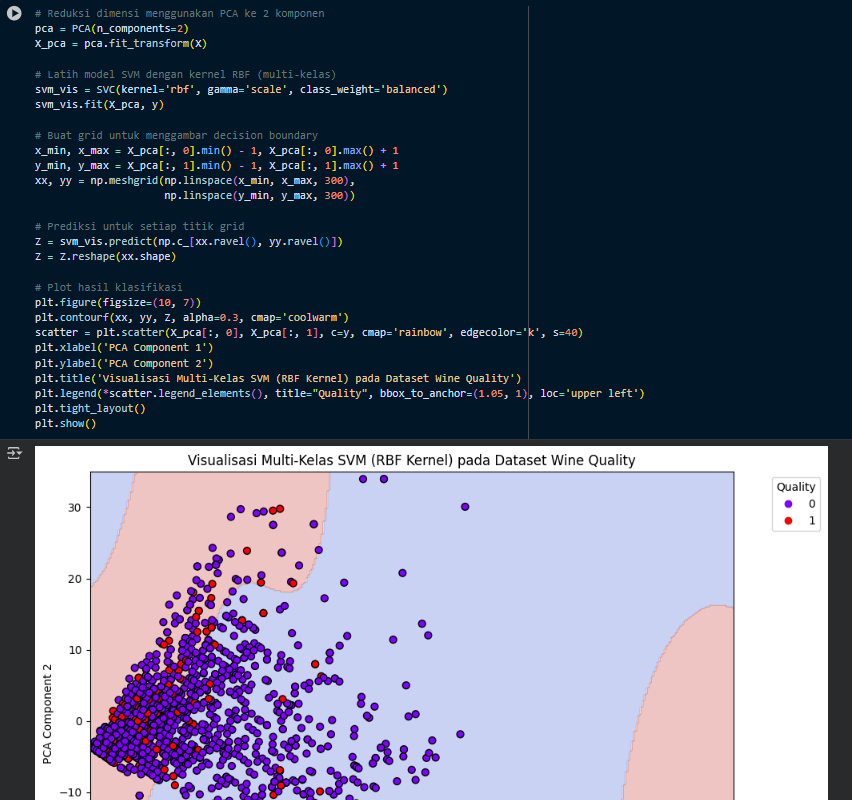 # Reduksi dimensi menggunakan PCA ke 2 komponen
pca = PCA(n_components=2)
X_pca = pca.fit_transform(X)
# Latih model SVM dengan kernel RBF (multi-kelas)
svm_vis = SVC(kernel='rbf', gamma='scale', class_weight='balanced')
svm_vis.fit(X_pca, y)
# Buat grid untuk menggambar decision boundary
x_min, x_max = X_pca[:, 0].min() - 1, X_pca[:, 0].max() + 1
y_min, y_max = X_pca[:, 1].min() - 1, X_pca[:, 1].max() + 1
xx, yy = np.meshgrid(np.linspace(x_min, x_max, 300),
                     np.linspace(y_min, y_max, 300))
# Prediksi untuk setiap titik grid
Z = svm_vis.predict(np.c_[xx.ravel(), yy.ravel()])
Z = Z.reshape(xx.shape)
# Plot hasil klasifikasi
plt.figure(figsize=(10, 7))
plt.contourf(xx, yy, Z, alpha=0.3, cmap='coolwarm')
scatter = plt.scatter(X_pca[:, 0], X_pca[:, 1], c=y, cmap='rainbow', edgecolor='k', s=40)
plt.xlabel('PCA Component 1')
plt.ylabel('PCA Component 2')
plt.title('Visualisasi Multi-Kelas SVM (RBF Kernel) pada Dataset Wine Quality')
plt.legend(*scatter.legend_elements(), title="Quality", bbox_to_anchor=(1.05, 1), loc='upper left')
plt.tight_layout()
plt.show()
Visualisasi Multi-Kelas SVM (RBF Kernel) pada Dataset Wine Quality
Quality
0
1
30
20
10
0
−10
PCA Component 2